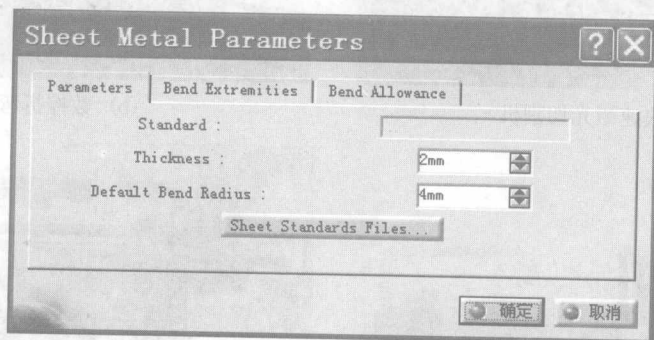 Sheet Metal Parameters
Parameters Bend Extremities Bend Allowance
Standard :
Thickness : 2mm
Default Bend Radius : 4mm
Sheet Standards Files...
确定 取消